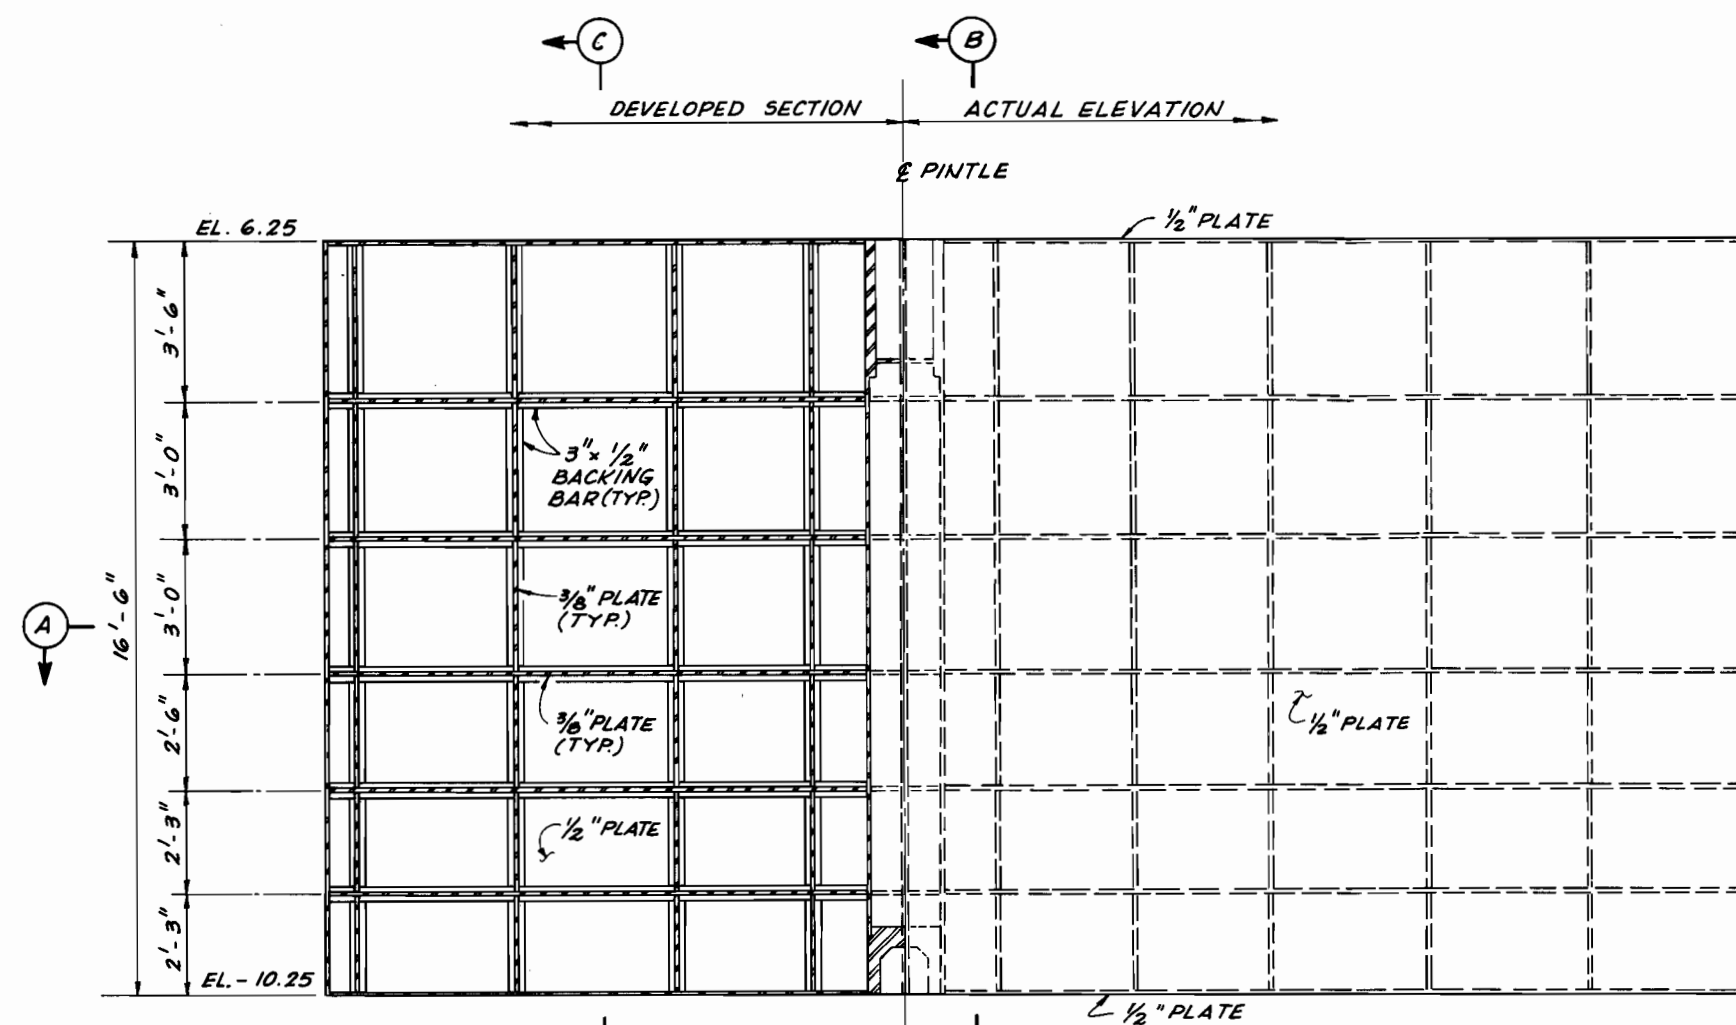 C
B
DEVELOPED SECTION
ACTUAL ELEVATION
℄ PINTLE
EL. 6.25
1/2" PLATE
3'-6"
3'-0"
3" x 1/2"
BACKING
BAR (TYP.)
3'-0"
16'-6"
A
3/8" PLATE
(TYP.)
2'-6"
3/8" PLATE
(TYP.)
1/2" PLATE
2'-3"
1/2" PLATE
2'-3"
EL. - 10.25
1/2" PLATE